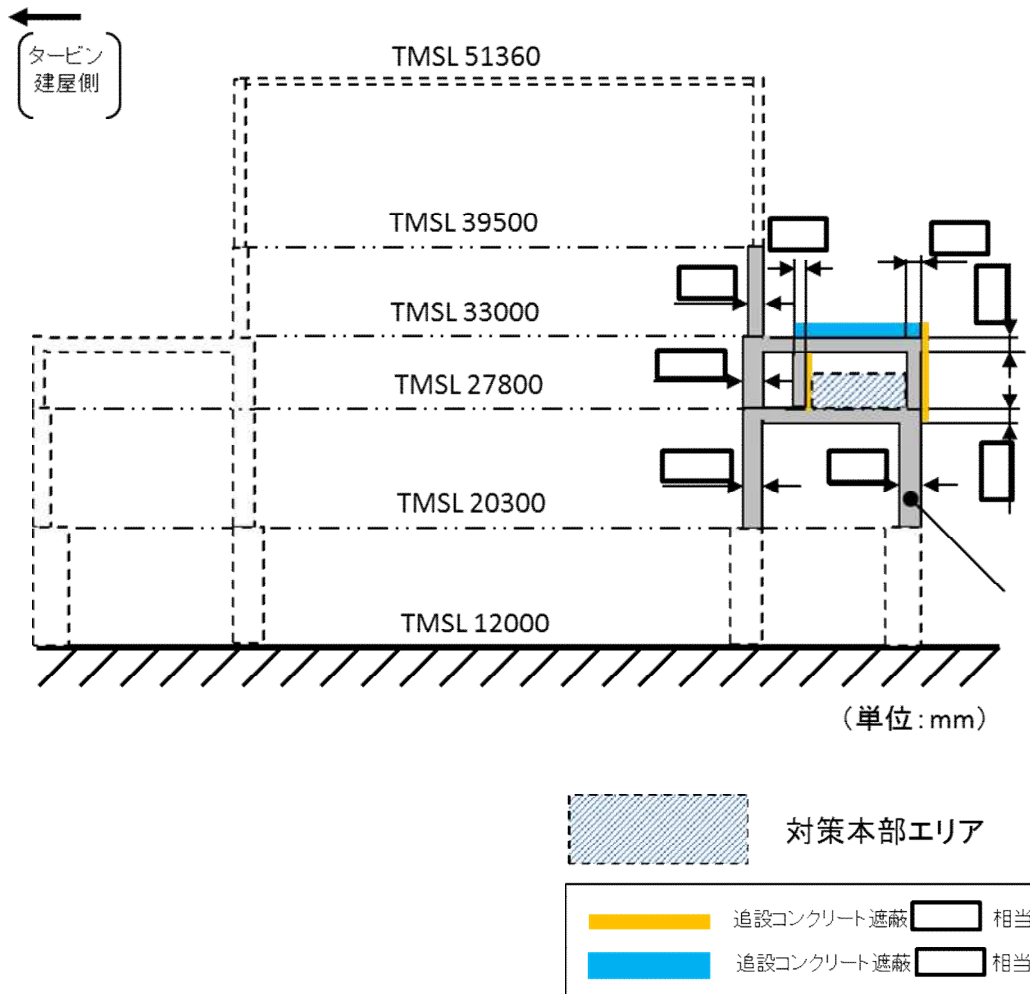 タービン
建屋側
TMSL 51360
TMSL 39500
TMSL 33000
TMSL 27800
TMSL 20300
TMSL 12000
（単位：mm）
対策本部エリア
追設コンクリート遮蔽 相当
追設コンクリート遮蔽 相当